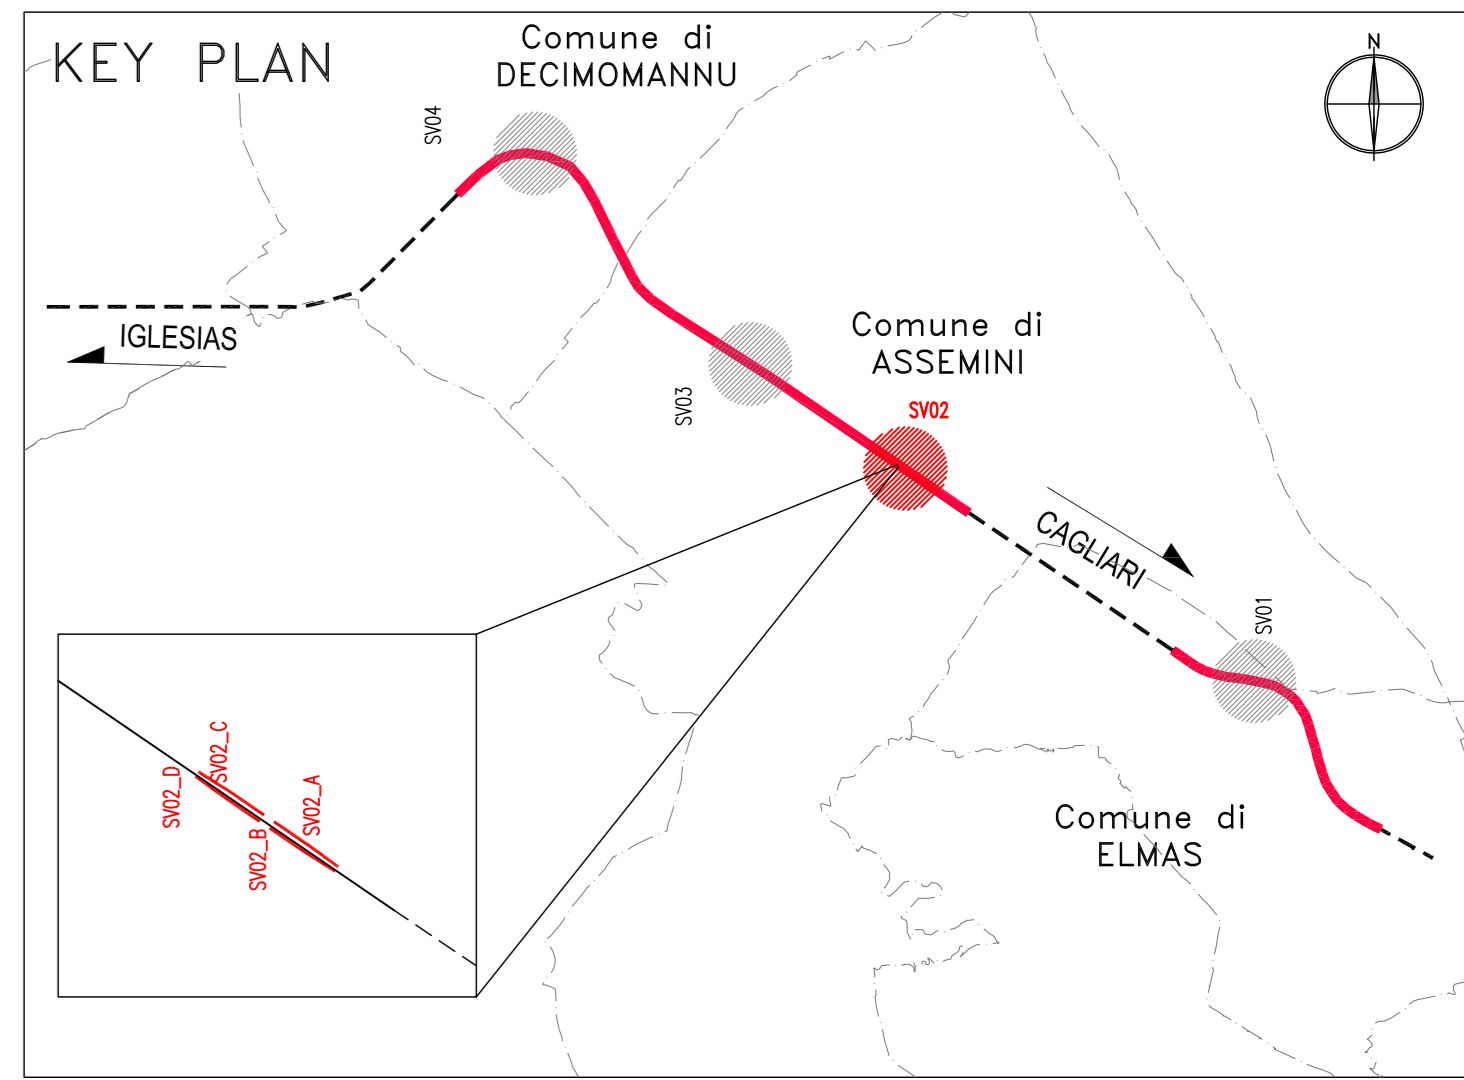 KEY PLAN
Comune di
DECIMOMANNU
N
SV04
IGLESIAS
Comune di
ASSEMINI
SV03
SV02
CAGLIARI
SV01
SV02_C
SV02_D
SV02_A
SV02_B
Comune di
ELMAS